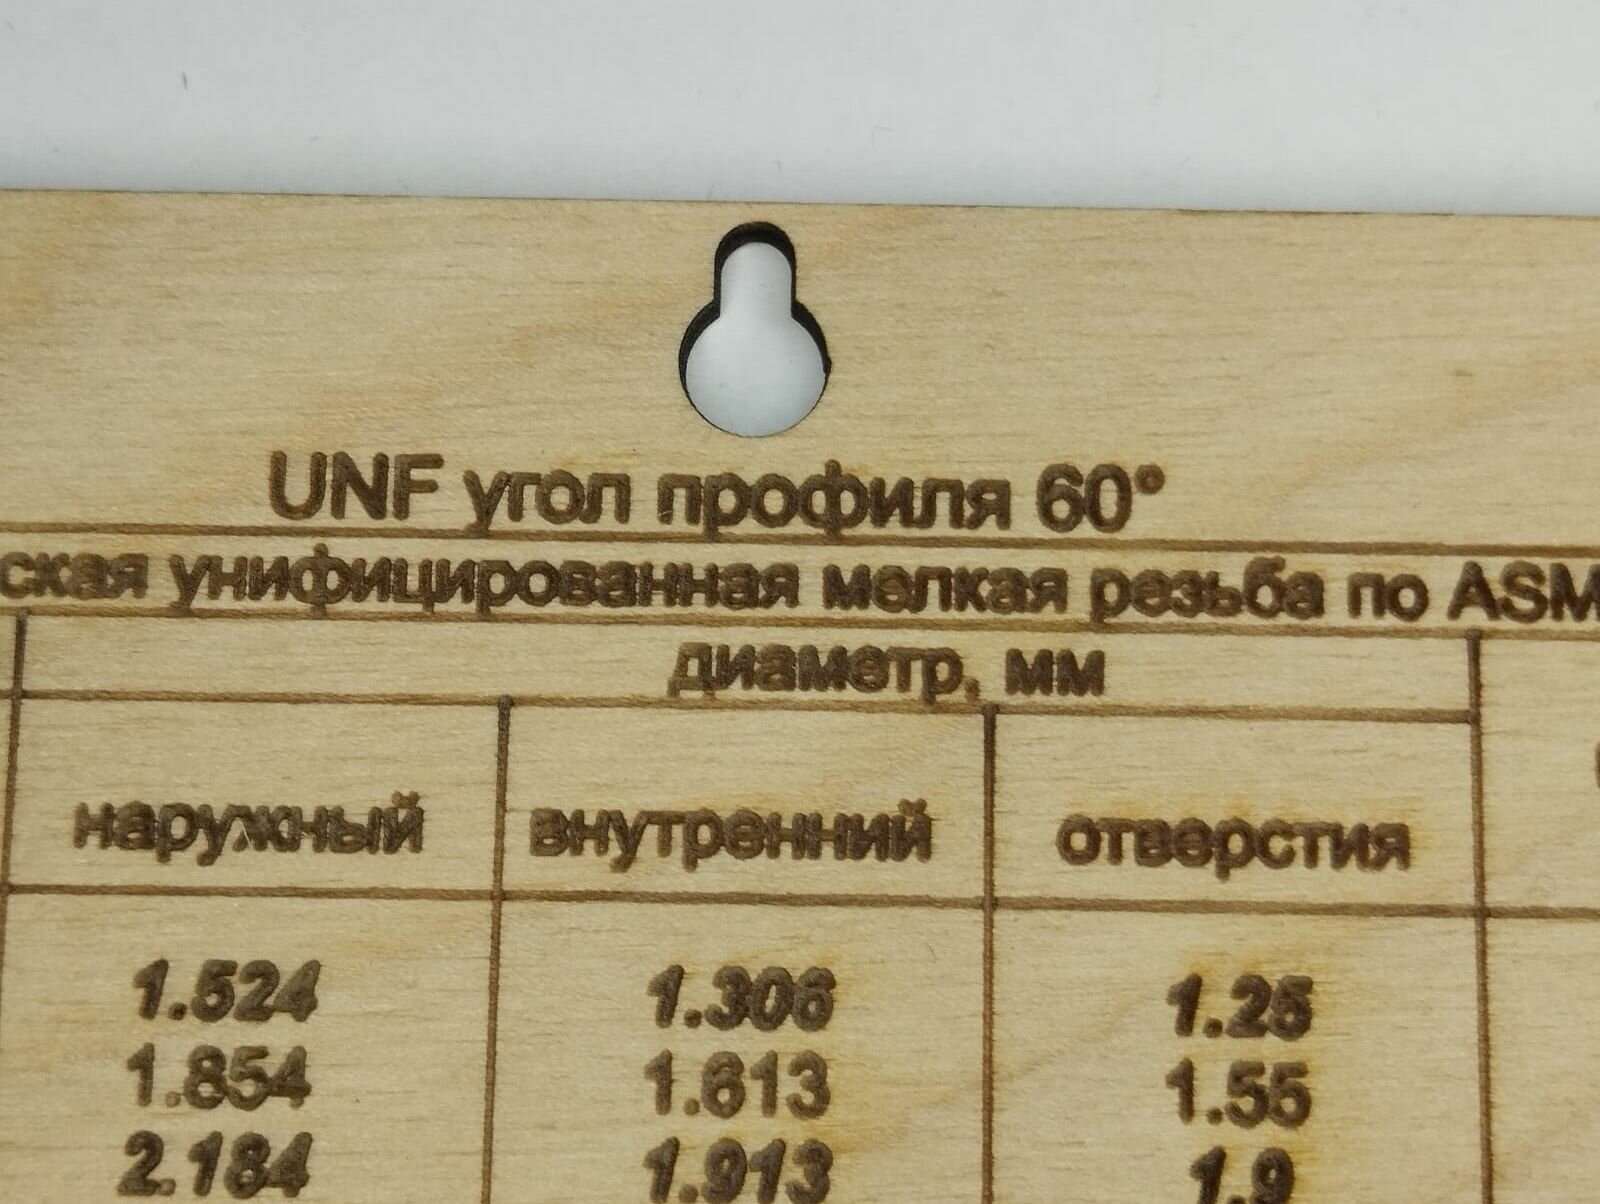 UNF угол профиля 60°
ская унифицированная мелкая резьба по ASM
диаметр, мм
наружный внутренний отверстия
1.524 1.306 1.25
1.854 1.613 1.55
2.184 1.913 1.9